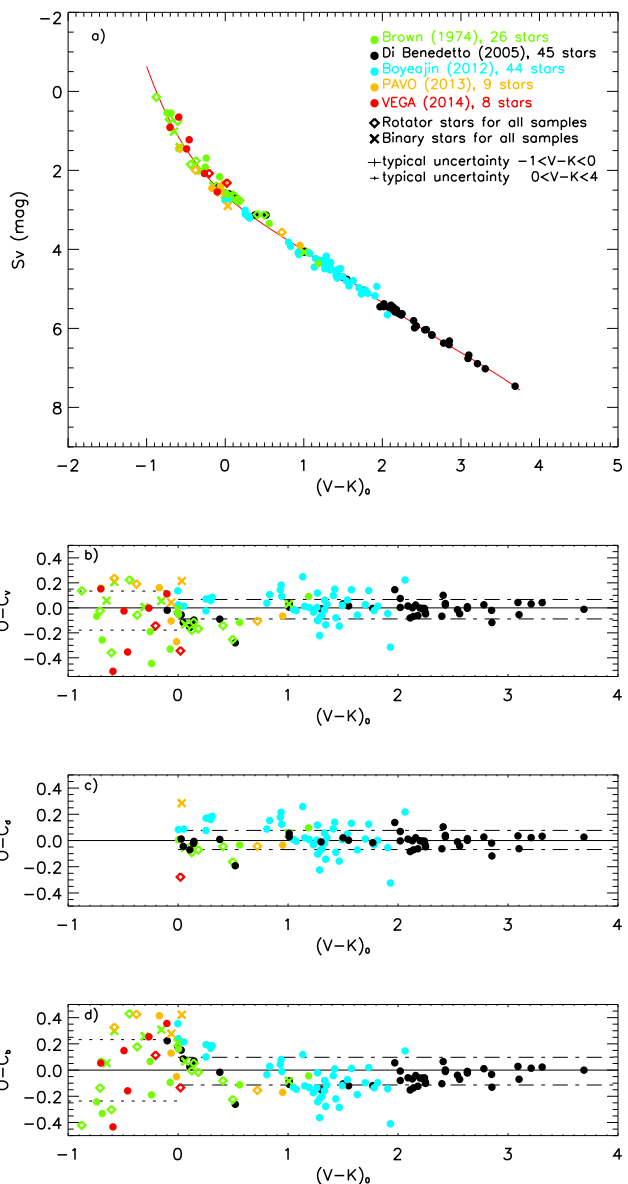 −2
0
2
4
6
8
Sv (mag)
a)
Brown (1974), 26 stars
Di Benedetto (2005), 45 stars
Boyeajin (2012), 44 stars
PAVO (2013), 9 stars
VEGA (2014), 8 stars
Rotator stars for all samples
Binary stars for all samples
typical uncertainty −1<V−K<0
typical uncertainty 0<V−K<4
−2 −1 0 1 2 3 4 5
(V−K)₀
b)
0.4
0.2
0.0
−0.2
−0.4
O−Cᵥ
−1 0 1 2 3 4
(V−K)₀
c)
0.4
0.2
0.0
−0.2
−0.4
O−C_d
−1 0 1 2 3 4
(V−K)₀
d)
0.4
0.2
0.0
−0.2
−0.4
O−C_b
−1 0 1 2 3 4
(V−K)₀